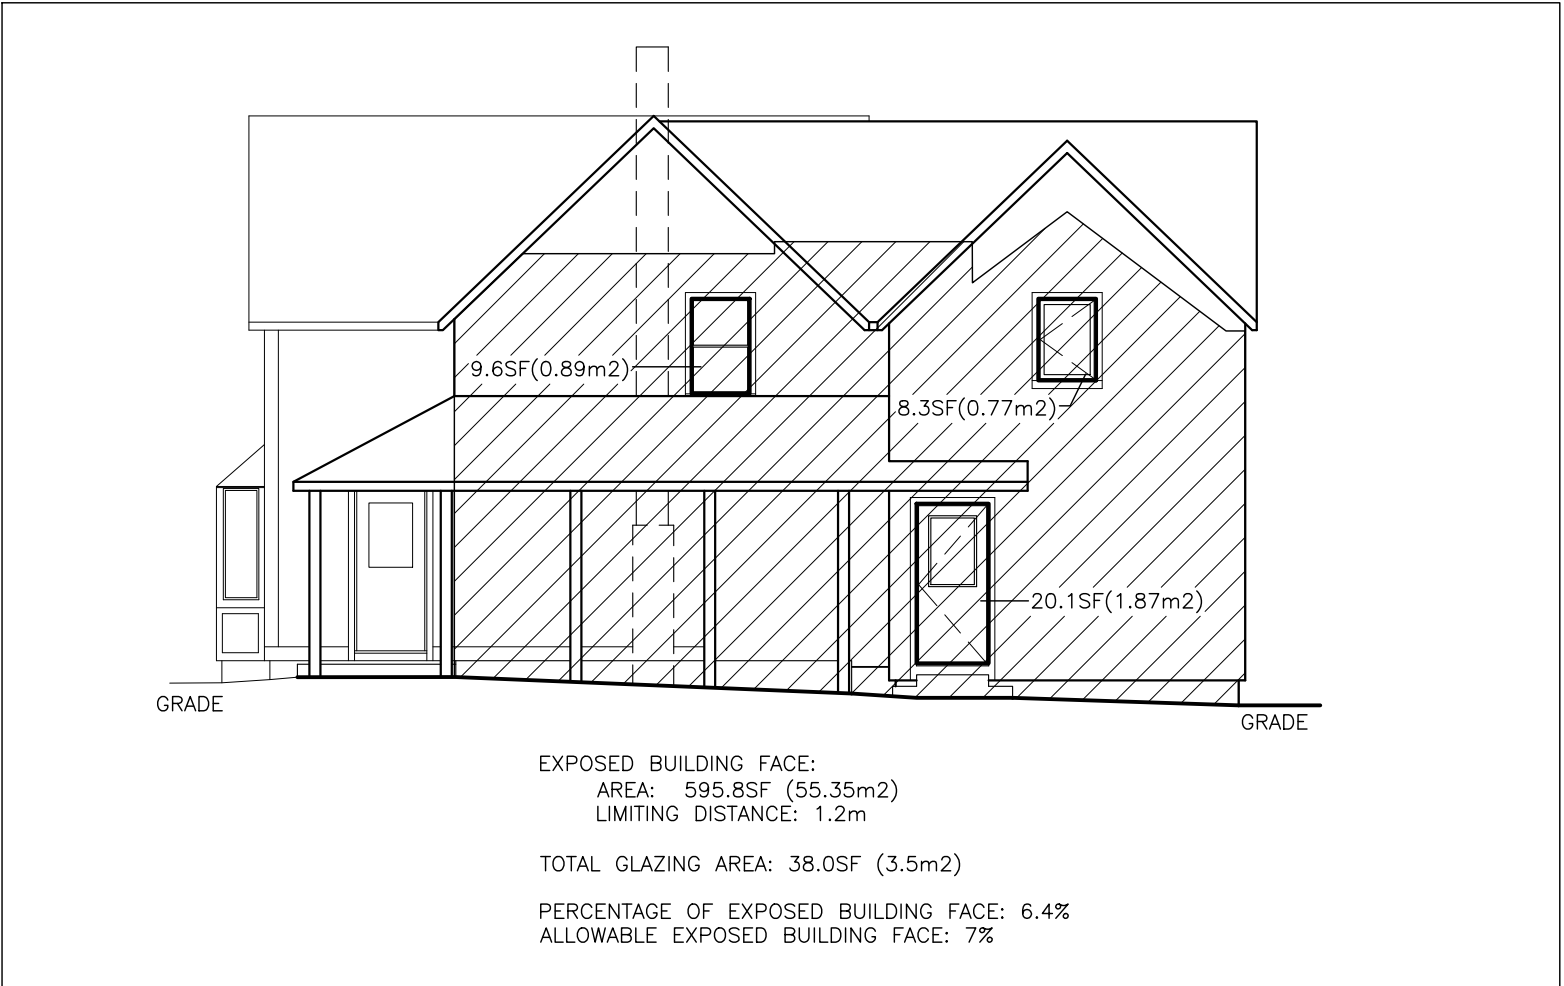 9.6SF(0.89m2)
8.3SF(0.77m2)
20.1SF(1.87m2)
GRADE
GRADE
EXPOSED BUILDING FACE:
AREA: 595.8SF (55.35m2)
LIMITING DISTANCE: 1.2m
TOTAL GLAZING AREA: 38.0SF (3.5m2)
PERCENTAGE OF EXPOSED BUILDING FACE: 6.4%
ALLOWABLE EXPOSED BUILDING FACE: 7%